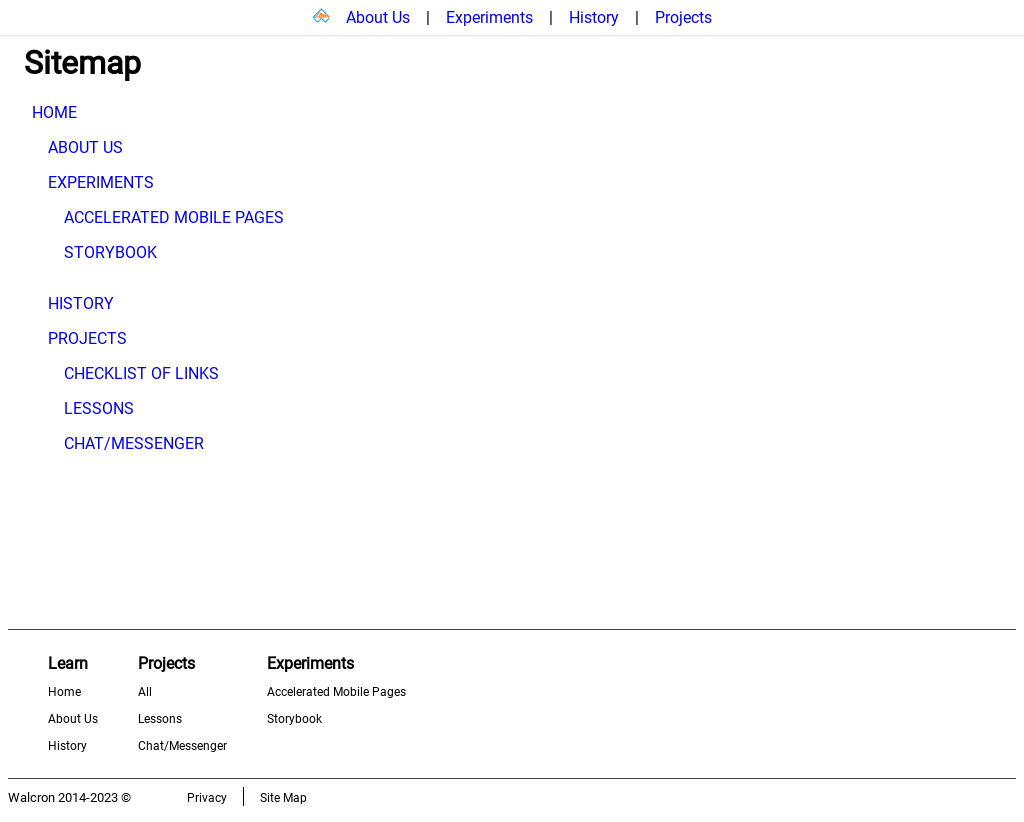 About Us | Experiments | History | Projects
Sitemap
HOME
ABOUT US
EXPERIMENTS
ACCELERATED MOBILE PAGES
STORYBOOK
HISTORY
PROJECTS
CHECKLIST OF LINKS
LESSONS
CHAT/MESSENGER
Learn
Home
About Us
History
Projects
All
Lessons
Chat/Messenger
Experiments
Accelerated Mobile Pages
Storybook
Walcron 2014-2023 © Privacy Site Map